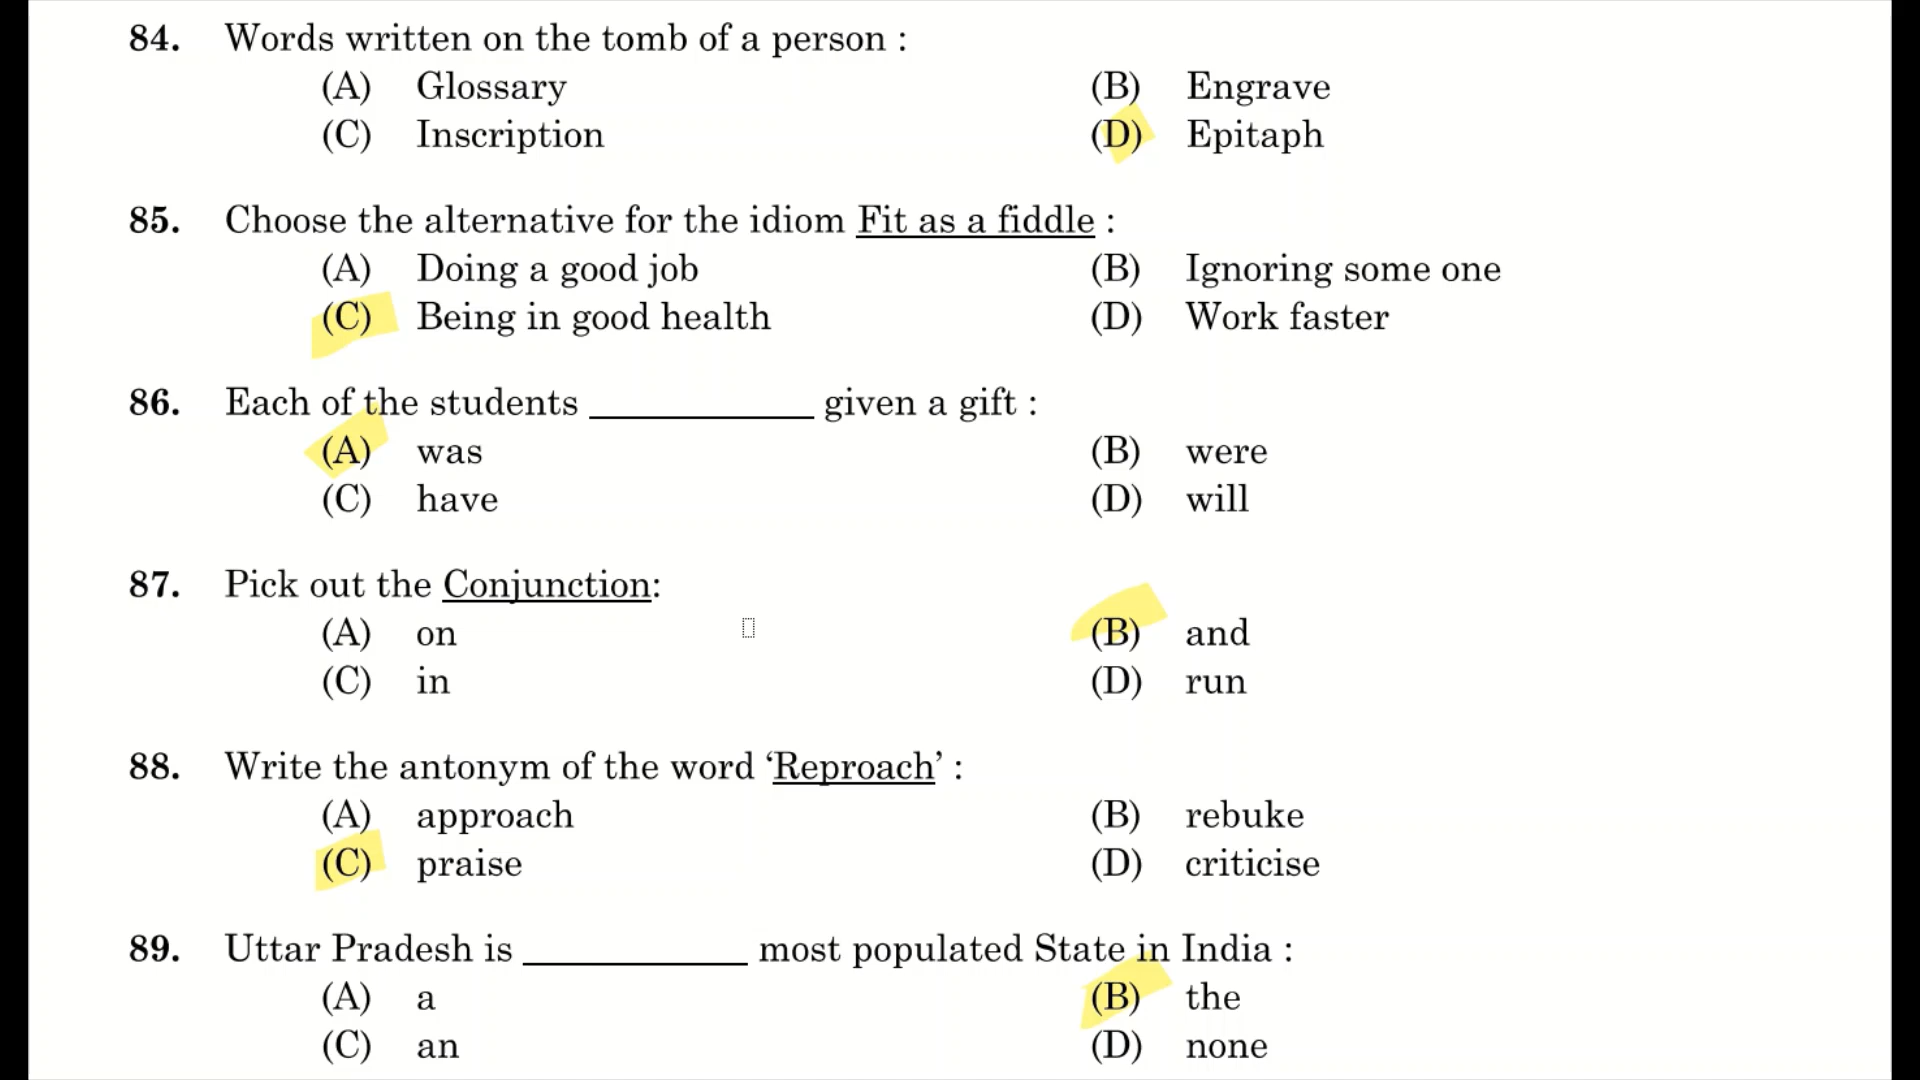 84. Words written on the tomb of a person :
(A) Glossary (B) Engrave
(C) Inscription (D) Epitaph
85. Choose the alternative for the idiom Fit as a fiddle :
(A) Doing a good job (B) Ignoring some one
(C) Being in good health (D) Work faster
86. Each of the students ____________ given a gift :
(A) was (B) were
(C) have (D) will
87. Pick out the Conjunction:
(A) on (B) and
(C) in (D) run
88. Write the antonym of the word ‘Reproach’ :
(A) approach (B) rebuke
(C) praise (D) criticise
89. Uttar Pradesh is ____________ most populated State in India :
(A) a (B) the
(C) an (D) none